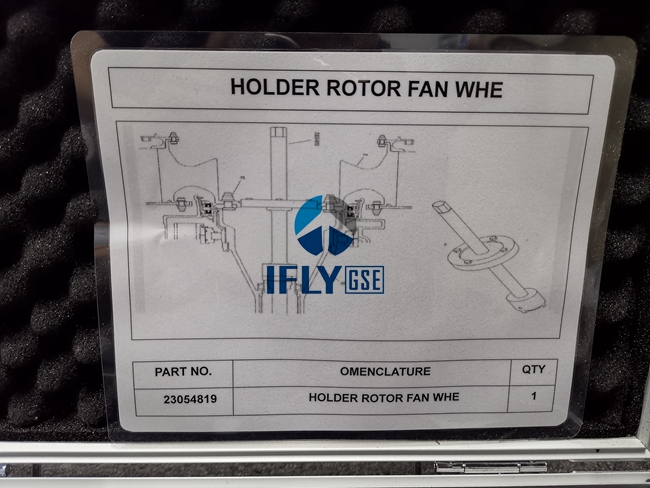 HOLDER ROTOR FAN WHE
IFLY GSE
PART NO. OMENCLATURE QTY
23054819 HOLDER ROTOR FAN WHE 1